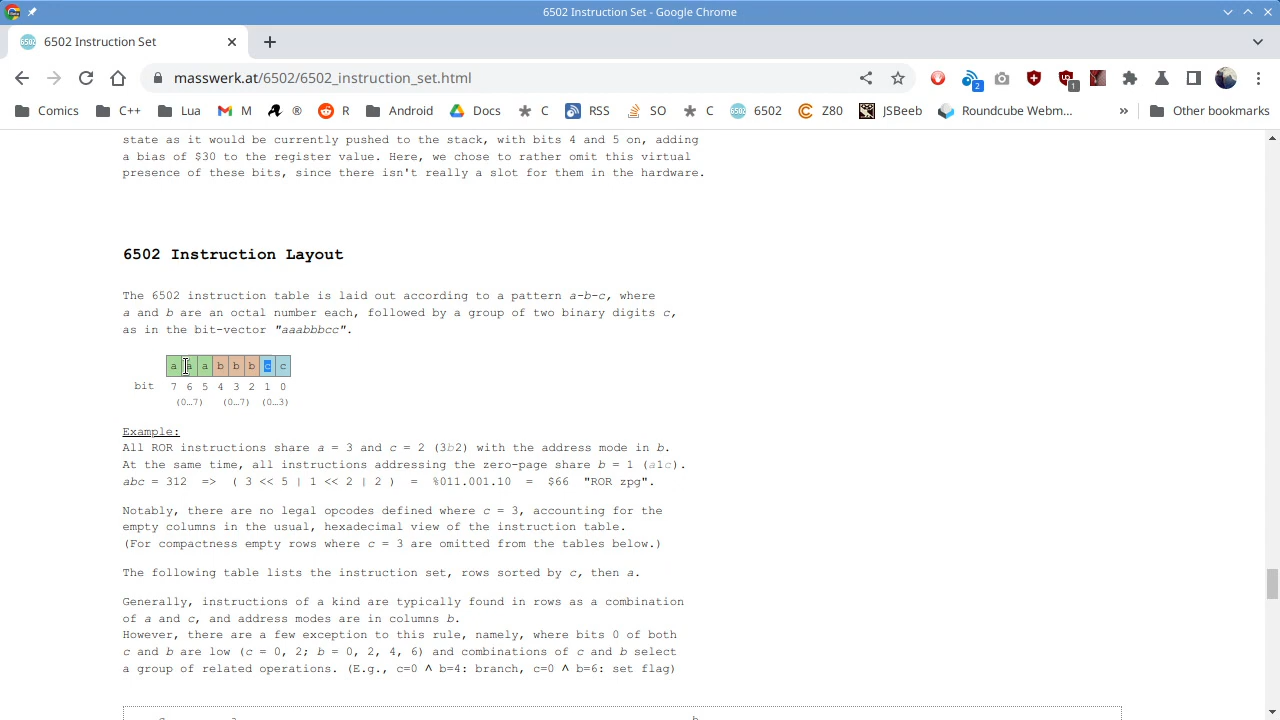 6502 Instruction Set - Google Chrome
6502 Instruction Set
masswerk.at/6502/6502_instruction_set.html
2
1
Comics C++ Lua M ® R Android Docs C RSS SO C 6502 Z80 JSBeeb Roundcube Webm... » Other bookmarks
state as it would be currently pushed to the stack, with bits 4 and 5 on, adding
a bias of $30 to the register value. Here, we chose to rather omit this virtual
presence of these bits, since there isn't really a slot for them in the hardware.
6502 Instruction Layout
The 6502 instruction table is laid out according to a pattern a-b-c, where
a and b are an octal number each, followed by a group of two binary digits c,
as in the bit-vector "aaabbbcc".
a a a b b b c c
bit 7 6 5 4 3 2 1 0
(0…7) (0…7) (0…3)
Example:
All ROR instructions share a = 3 and c = 2 (3b2) with the address mode in b.
At the same time, all instructions addressing the zero-page share b = 1 (a1c).
abc = 312 => ( 3 << 5 | 1 << 2 | 2 ) = %011.001.10 = $66 "ROR zpg".
Notably, there are no legal opcodes defined where c = 3, accounting for the
empty columns in the usual, hexadecimal view of the instruction table.
(For compactness empty rows where c = 3 are omitted from the tables below.)
The following table lists the instruction set, rows sorted by c, then a.
Generally, instructions of a kind are typically found in rows as a combination
of a and c, and address modes are in columns b.
However, there are a few exception to this rule, namely, where bits 0 of both
c and b are low (c = 0, 2; b = 0, 2, 4, 6) and combinations of c and b select
a group of related operations. (E.g., c=0 ^ b=4: branch, c=0 ^ b=6: set flag)